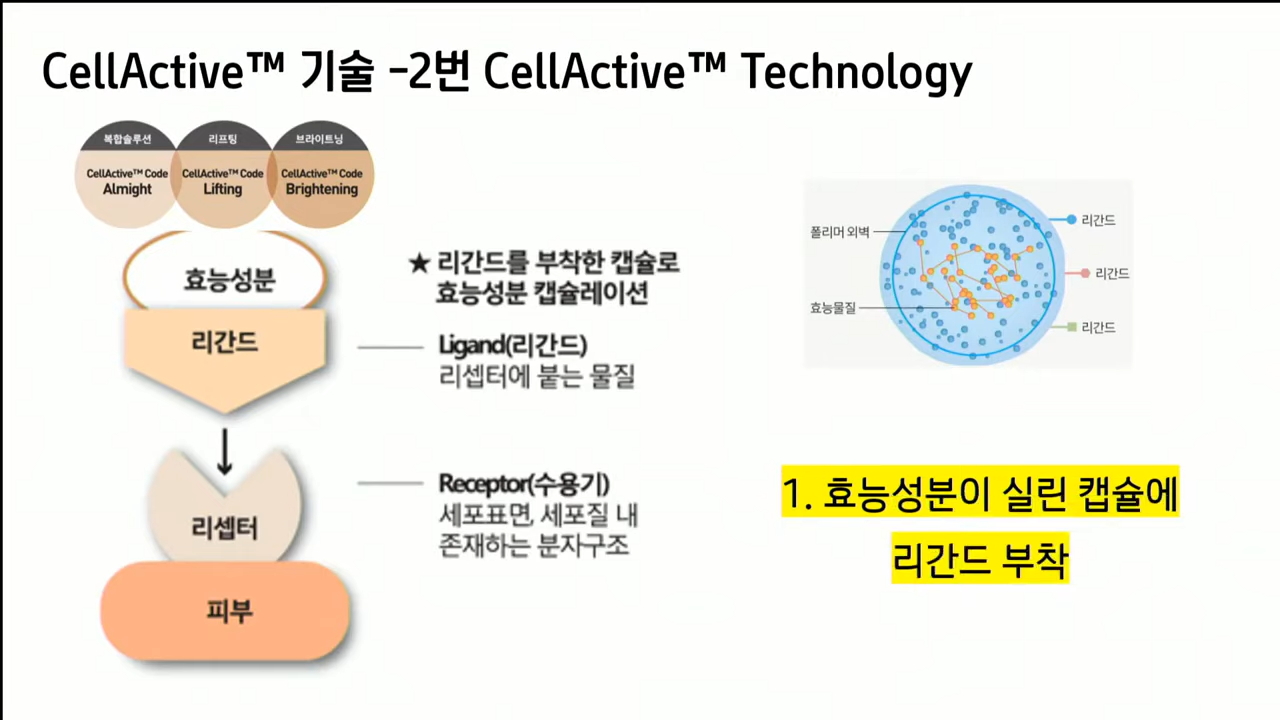 CellActive™ 기술 -2번 CellActive™ Technology
복합솔루션
CellActive™ Code
Almight
리프팅
CellActive™ Code
Lifting
브라이트닝
CellActive™ Code
Brightening
효능성분
리간드
★ 리간드를 부착한 캡슐로
효능성분 캡슐레이션
Ligand(리간드)
리셉터에 붙는 물질
리셉터
피부
Receptor(수용기)
세포표면, 세포질 내
존재하는 분자구조
폴리머 외벽
효능물질
리간드
리간드
리간드
1. 효능성분이 실린 캡슐에
리간드 부착